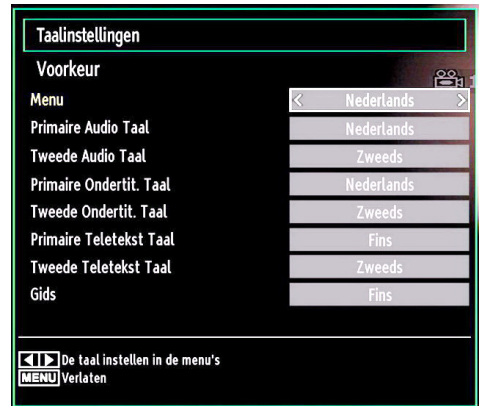 Taalinstellingen
Voorkeur
Menu < Nederlands >
Primaire Audio Taal Nederlands
Tweede Audio Taal Zweeds
Primaire Ondertit. Taal Nederlands
Tweede Ondertit. Taal Zweeds
Primaire Teletekst Taal Fins
Tweede Teletekst Taal Zweeds
Gids Fins
De taal instellen in de menu's
MENU Verlaten